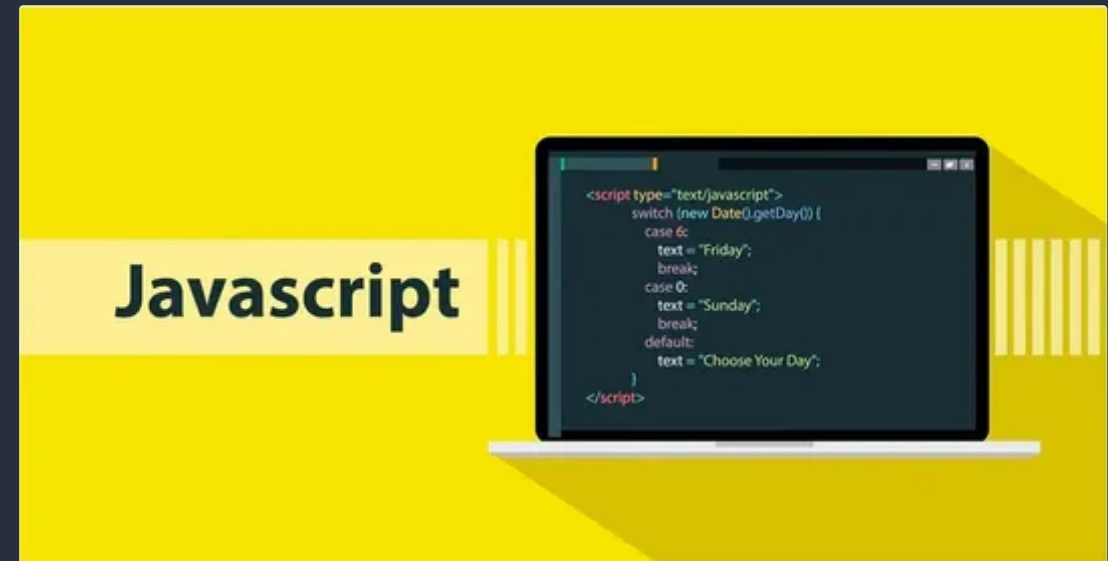 Javascript
<script type="text/javascript">
switch (new Date().getDay()) {
case 6:
text = "Friday";
break;
case 0:
text = "Sunday";
break;
default:
text = "Choose Your Day";
}
</script>